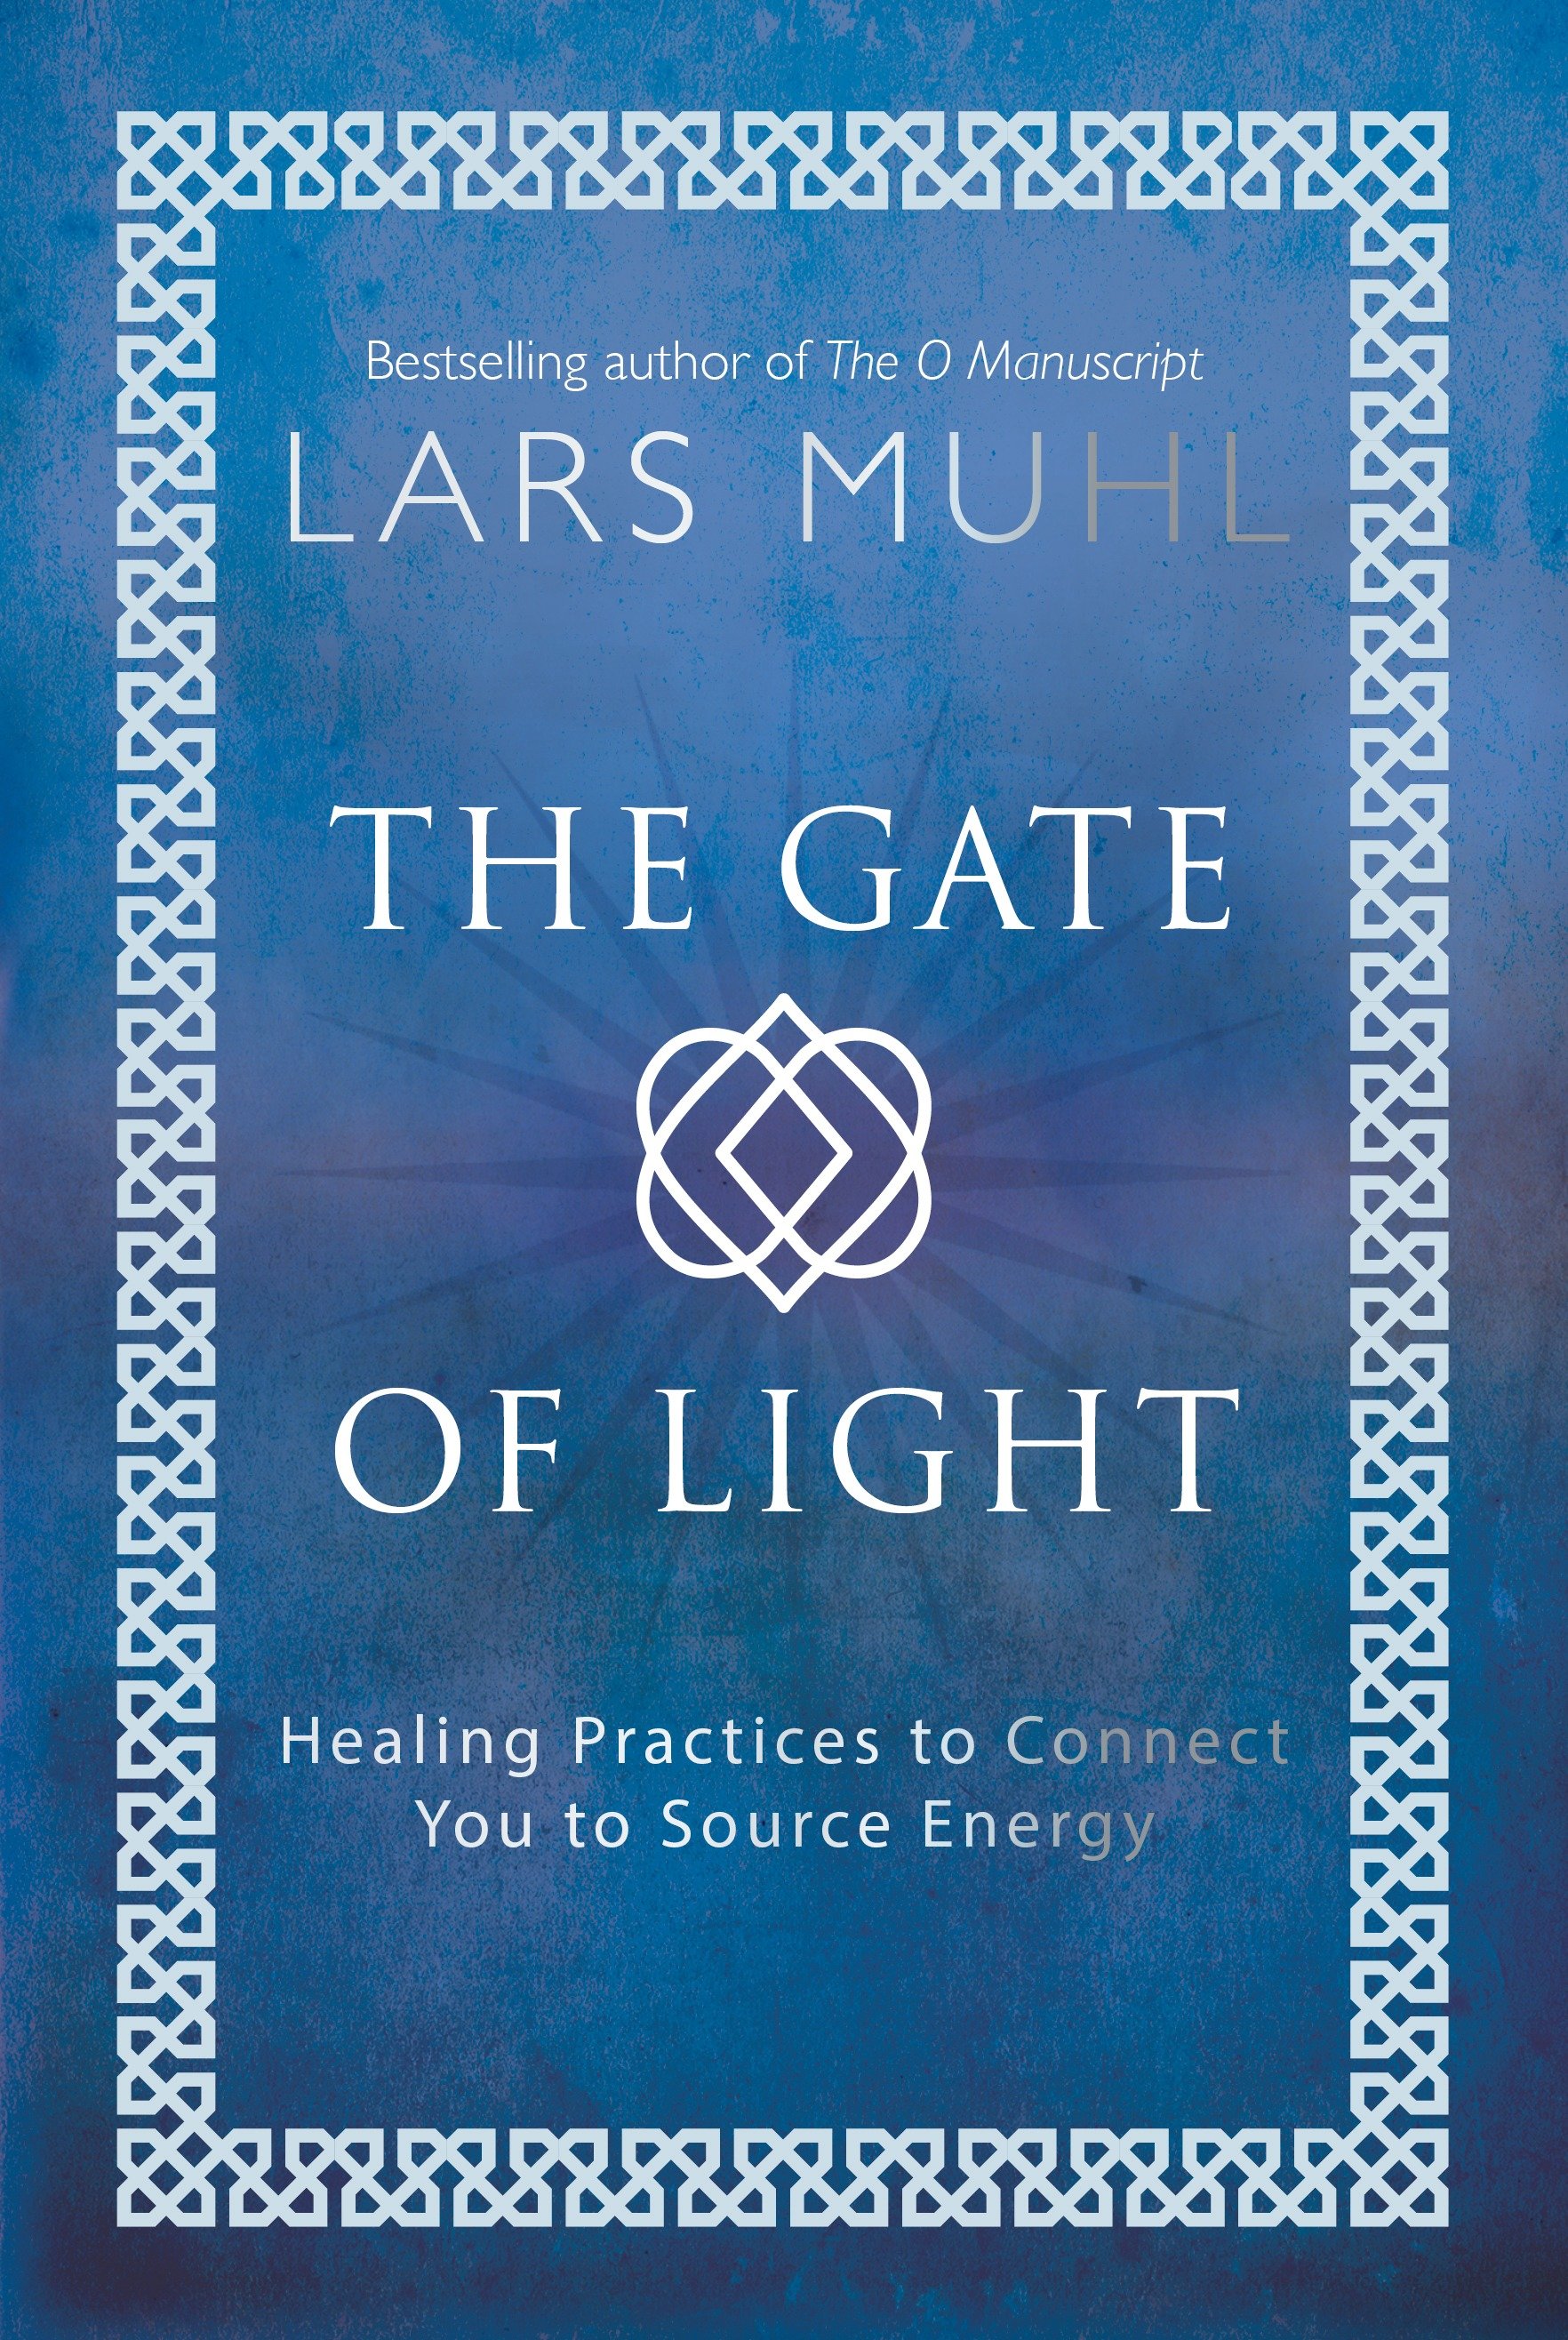 Bestselling author of The O Manuscript
LARS MUHL
THE GATE
OF LIGHT
Healing Practices to Connect
You to Source Energy